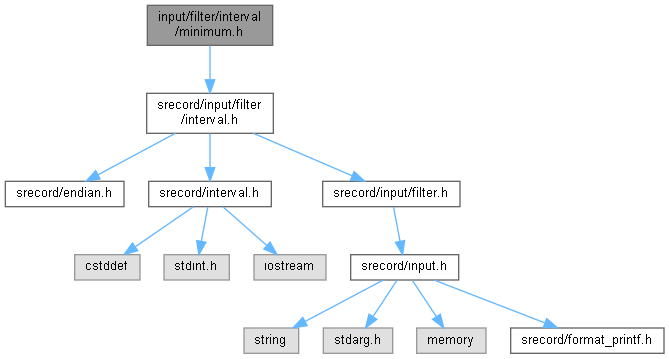 input/filter/interval
/minimum.h
srecord/input/filter
/interval.h
srecord/endian.h
srecord/interval.h
srecord/input/filter.h
cstddef
stdint.h
iostream
srecord/input.h
string
stdarg.h
memory
srecord/format_printf.h